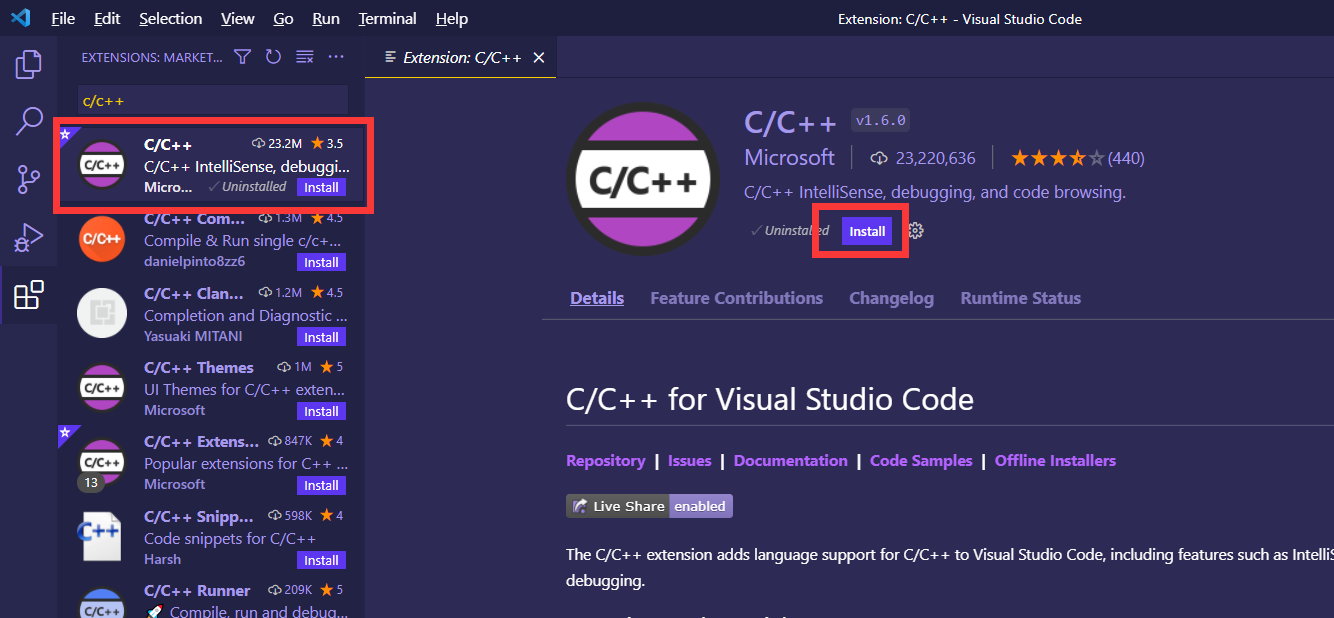 File Edit Selection View Go Run Terminal Help
Extension: C/C++ - Visual Studio Code
EXTENSIONS: MARKET...
c/c++
C/C++ 23.2M 3.5
C/C++ IntelliSense, debuggi...
Micro... Uninstalled Install
C/C++
C/C++ Com... 1.3M 4.5
Compile & Run single c/c+...
danielpinto8zz6 Install
C/C++
C/C++ Clan... 1.2M 4.5
Completion and Diagnostic ...
Yasuaki MITANI Install
C/C++ Themes 1M 5
UI Themes for C/C++ exten...
Microsoft Install
C/C++
C/C++ Extens... 847K 4
Popular extensions for C++ ...
Microsoft Install
C/C++
13
C/C++ Snipp... 598K 4
Code snippets for C/C++
Harsh Install
C++
C/C++ Runner 209K 5
Compile, run and debug...
C/C++
Extension: C/C++
C/C++
C/C++ v1.6.0
Microsoft 23,220,636 (440)
C/C++ IntelliSense, debugging, and code browsing.
Uninstalled Install
Details Feature Contributions Changelog Runtime Status
C/C++ for Visual Studio Code
Repository | Issues | Documentation | Code Samples | Offline Installers
Live Share enabled
The C/C++ extension adds language support for C/C++ to Visual Studio Code, including features such as IntelliS
debugging.